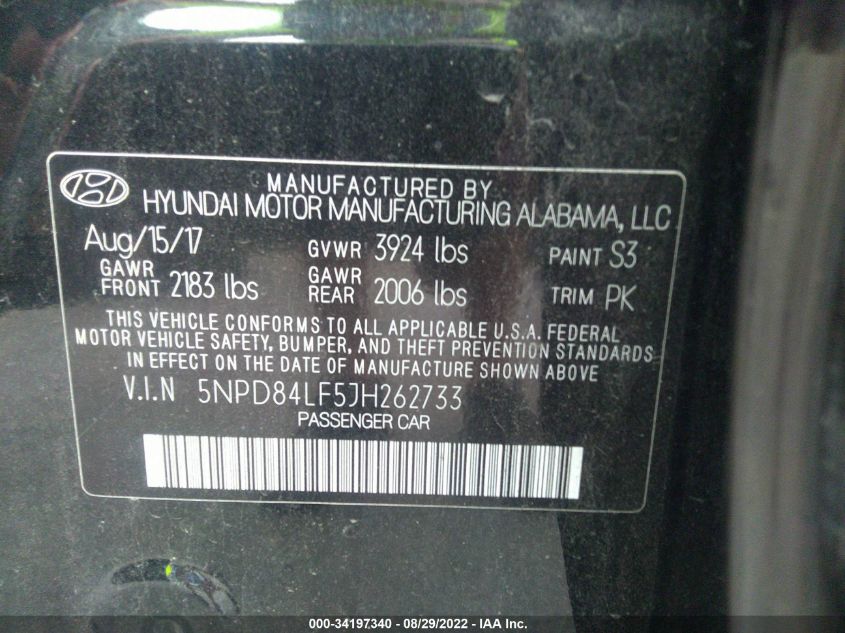 MANUFACTURED BY
HYUNDAI MOTOR MANUFACTURING ALABAMA, LLC
Aug/15/17 GVWR 3924 lbs PAINT S3
GAWR FRONT 2183 lbs GAWR REAR 2006 lbs TRIM PK
THIS VEHICLE CONFORMS TO ALL APPLICABLE U.S.A. FEDERAL
MOTOR VEHICLE SAFETY, BUMPER, AND THEFT PREVENTION STANDARDS
IN EFFECT ON THE DATE OF MANUFACTURE SHOWN ABOVE
V.I.N 5NPD84LF5JH262733
PASSENGER CAR
000-34197340 - 08/29/2022 - IAA Inc.